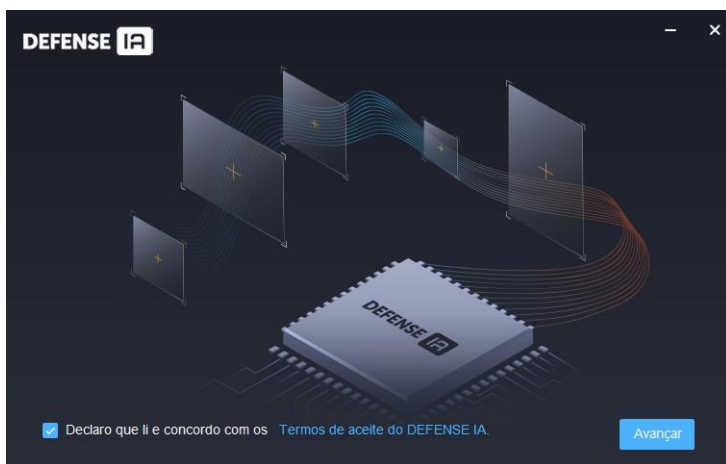 DEFENSE IA
DEFENSE IA
Declaro que li e concordo com os Termos de aceite do DEFENSE IA.
Avançar